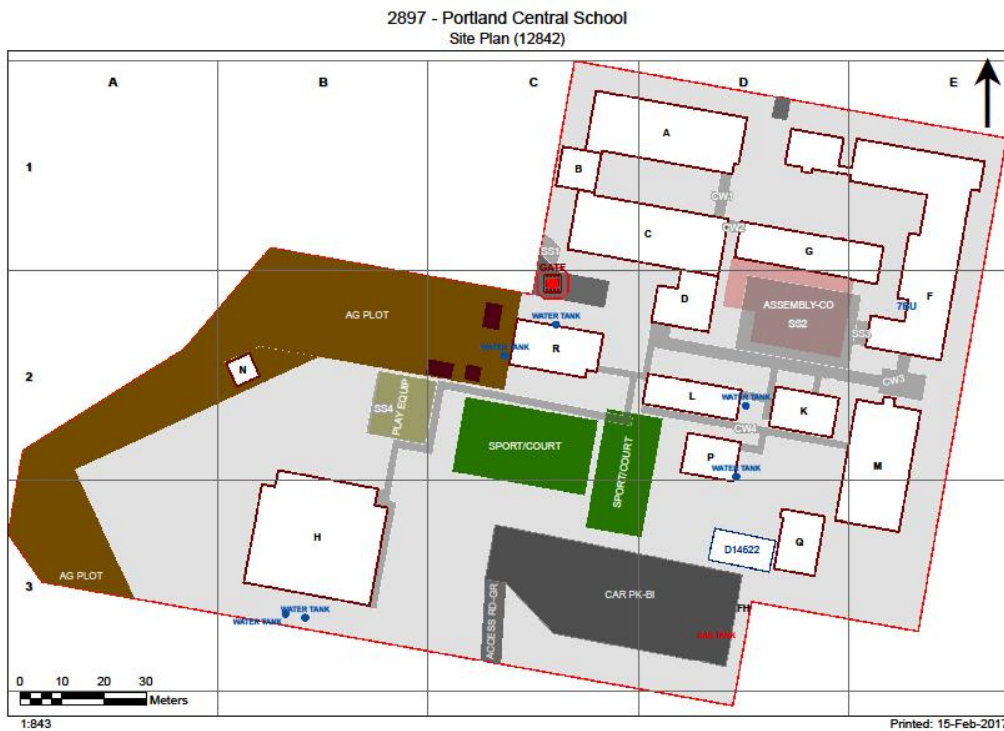 2897 - Portland Central School
Site Plan (12842)
A
B
C
D
E
1
A
B
CW1
CW2
C
G
SS1
GATE
D
F
ASSEMBLY-CO
SS2
7BU
SS3
AG PLOT
WATER TANK
WATER TANK
R
2
N
CW3
L
WATER TANK
K
SS4
PLAY EQUIP
CW4
SPORT/COURT
SPORT/COURT
P
WATER TANK
M
H
Q
D14622
3
AG PLOT
CAR PK-BI
ACCESS RD-GR
WATER TANK
WATER TANK
FH
GAS TANK
0 10 20 30
Meters
1:843
Printed: 15-Feb-2017